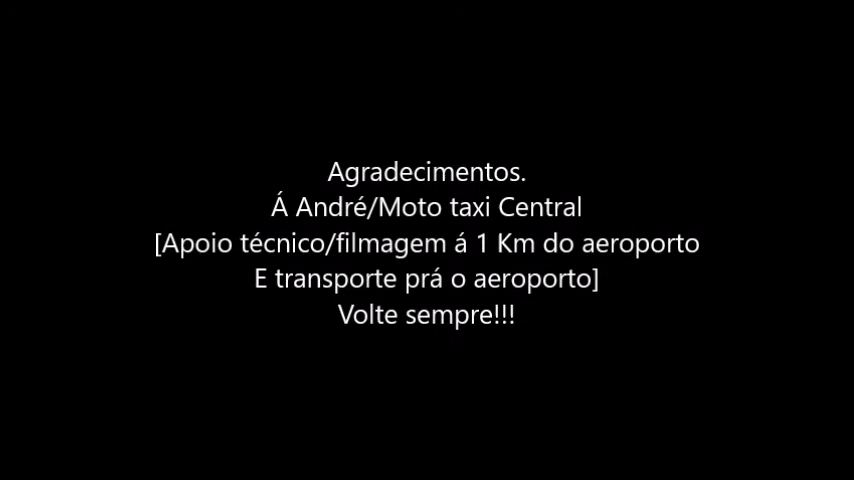 Agradecimentos.
Á André/Moto taxi Central
[Apoio técnico/filmagem á 1 Km do aeroporto
E transporte prá o aeroporto]
Volte sempre!!!